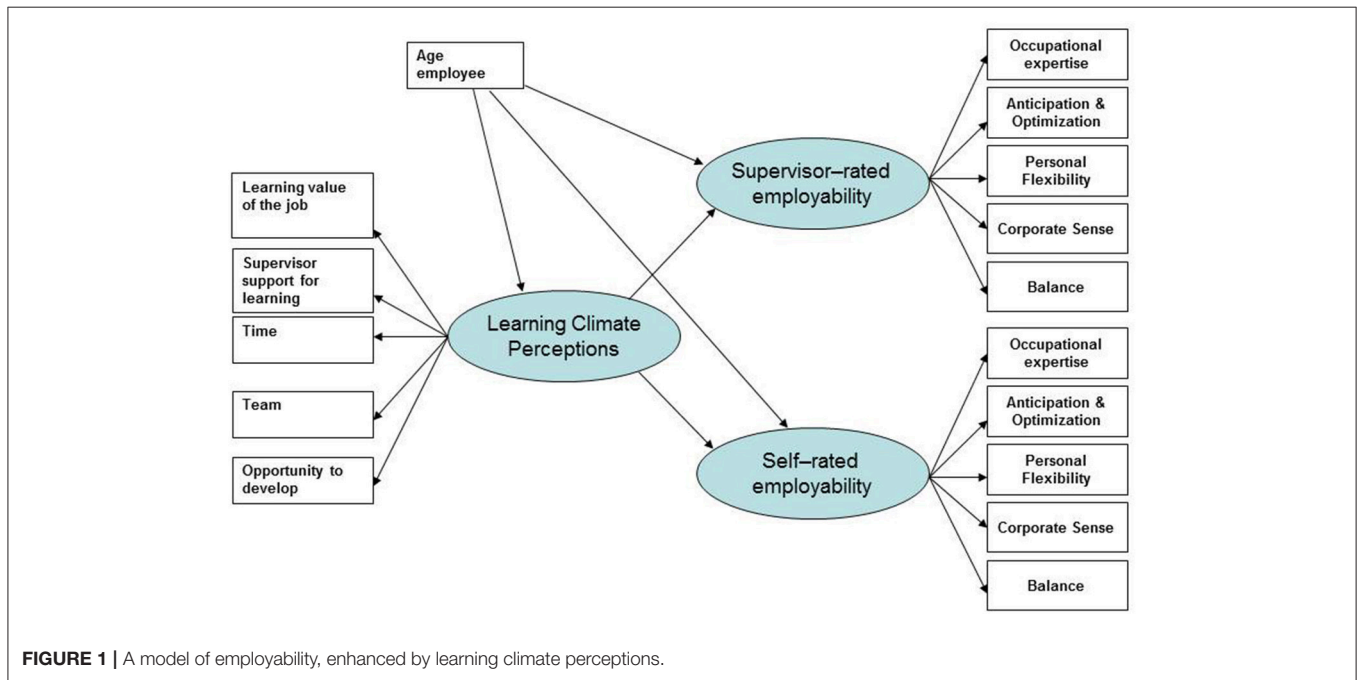 Age
employee
Learning value
of the job
Supervisor
support for
learning
Time
Team
Opportunity to
develop
Learning Climate
Perceptions
Supervisor–rated
employability
Self–rated
employability
Occupational
expertise
Anticipation &
Optimization
Personal
Flexibility
Corporate Sense
Balance
Occupational
expertise
Anticipation &
Optimization
Personal
Flexibility
Corporate Sense
Balance
FIGURE 1 | A model of employability, enhanced by learning climate perceptions.